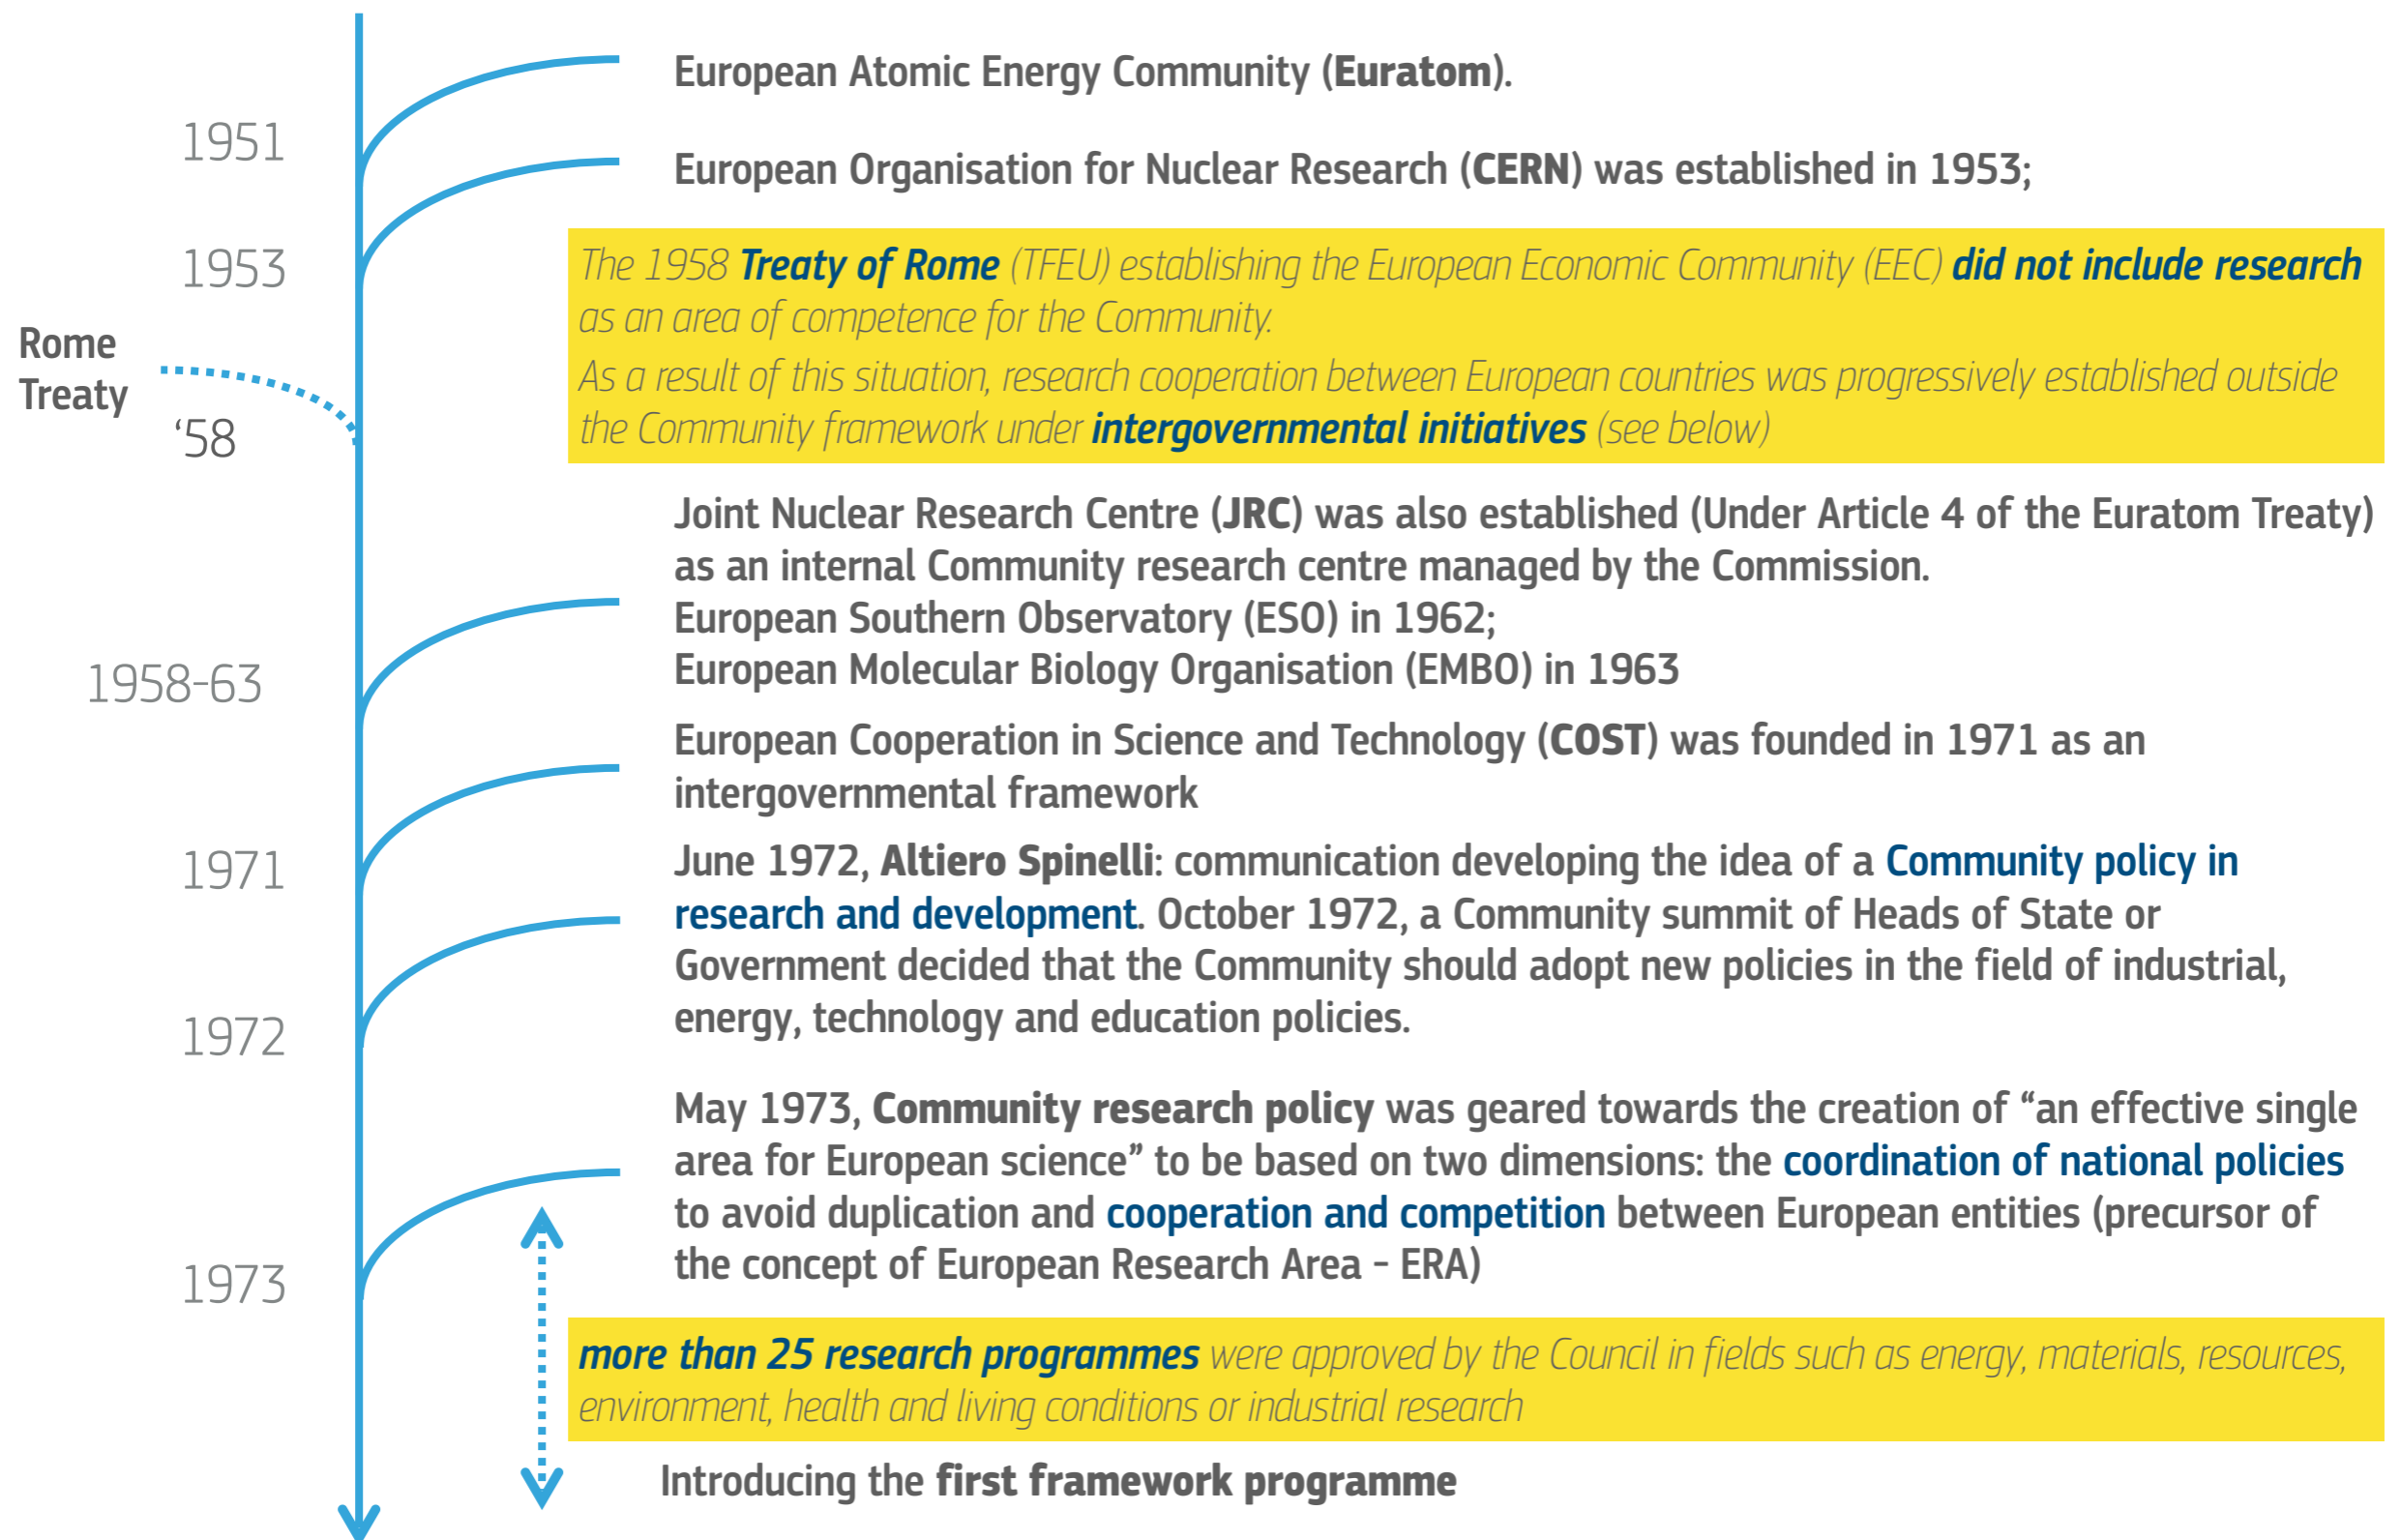 European Atomic Energy Community (Euratom).
1951
European Organisation for Nuclear Research (CERN) was established in 1953;
1953
The 1958 Treaty of Rome (TFEU) establishing the European Economic Community (EEC) did not include research
as an area of competence for the Community.
As a result of this situation, research cooperation between European countries was progressively established outside
the Community framework under intergovernmental initiatives (see below)
Rome
Treaty
‘58
Joint Nuclear Research Centre (JRC) was also established (Under Article 4 of the Euratom Treaty)
as an internal Community research centre managed by the Commission.
European Southern Observatory (ESO) in 1962;
European Molecular Biology Organisation (EMBO) in 1963
1958-63
European Cooperation in Science and Technology (COST) was founded in 1971 as an
intergovernmental framework
1971
June 1972, Altiero Spinelli: communication developing the idea of a Community policy in
research and development. October 1972, a Community summit of Heads of State or
Government decided that the Community should adopt new policies in the field of industrial,
energy, technology and education policies.
1972
May 1973, Community research policy was geared towards the creation of “an effective single
area for European science” to be based on two dimensions: the coordination of national policies
to avoid duplication and cooperation and competition between European entities (precursor of
the concept of European Research Area - ERA)
1973
more than 25 research programmes were approved by the Council in fields such as energy, materials, resources,
environment, health and living conditions or industrial research
Introducing the first framework programme